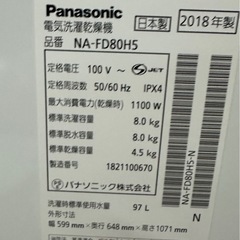 Panasonic 日本製 2018年製
電気洗濯乾燥機
品番 NA-FD80H5
定格電圧 100 V～ S JET
定格周波数 50/60 Hz IPX4
最大消費電力(乾燥時) 1100 W
標準洗濯容量 8.0 kg
標準脱水容量 8.0 kg
標準乾燥容量 4.5 kg
製造番号 1821100670
パナソニック株式会社
洗濯時標準使用水量 97 L
外形寸法
幅 599 mm×奥行 648 mm×高さ1071 mm
NA-FD80H5-N
N